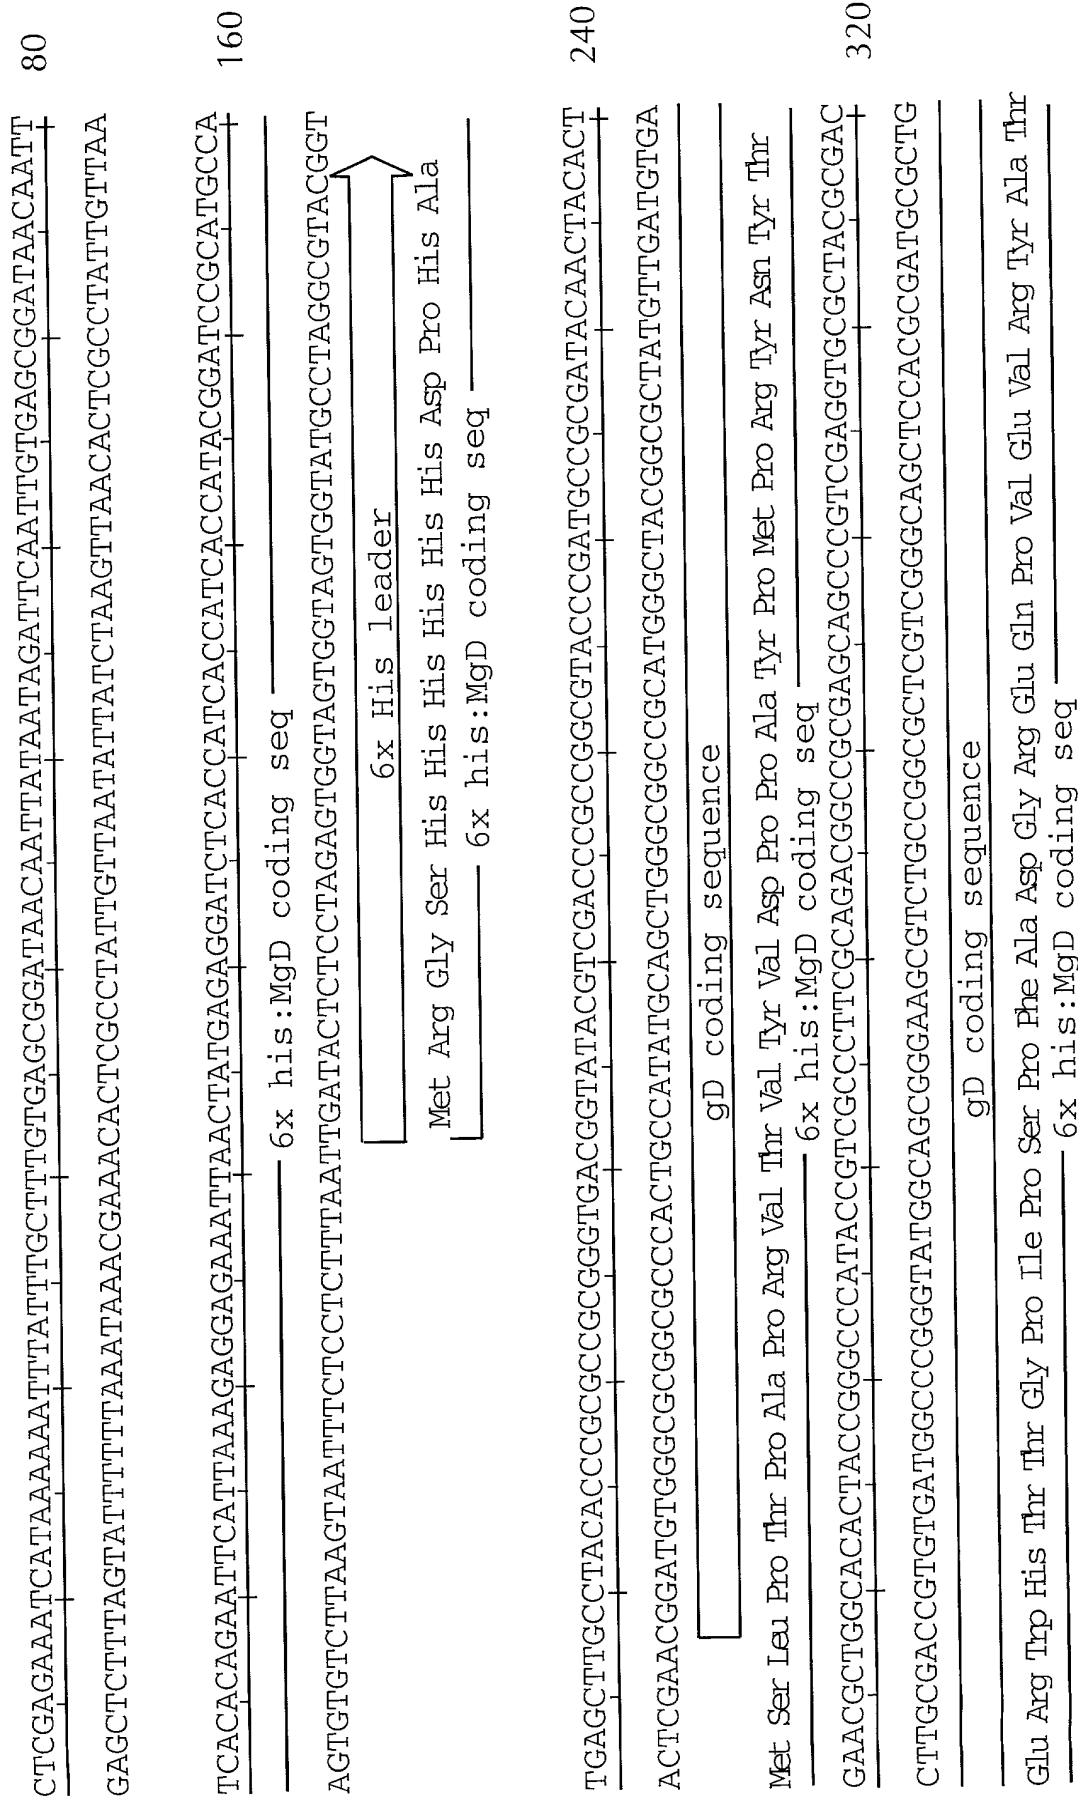 CTCGAGAAATCATAAAAAATTTATTTGCTTTGTGAGCGGATAACAATTATAATAGATTCAATTGTGAGCGGATAACAATT 80
GAGCTCTTTAGTATTTTTTAAATAAACGAAACACTCGCCTATTGTTAATATTATCTAAGTTAACACTCGCCTATTGTTAA
TCACACAGAATTCATTAAAGAGGAGAAATTAACTATGAGAGGATCTCACCATCACCATCACCATACGGATCCGCATGCCA 160
6x his:MgD coding seq
AGTGTGTCTTAAGTAATTTCTCCTCTTTAATTGATACTCTCCTAGAGTGGTAGTGGTAGTGGTATGCCTAGGCGTACGGT
6x His leader
Met Arg Gly Ser His His His His His His Asp Pro His Ala
6x his:MgD coding seq
TGAGCTTGCCTACACCCGCGCCGCGGGTGACGGTATACGTCGACCCGCCGGCGTACCCGATGCCGCGATACAACTACACT 240
ACTCGAACGGATGTGGGCGCGGCGCCCACTGCCATATGCAGCTGGGCGGCCGCATGGGCTACGGCGCTATGTTGATGTGA
gD coding sequence
Met Ser Leu Pro Thr Pro Ala Pro Arg Val Thr Val Tyr Val Asp Pro Pro Ala Tyr Pro Met Pro Arg Tyr Asn Tyr Thr
6x his:MgD coding seq
GAACGCTGGCACACTACCGGGCCCATACCGTCGCCCTTCGCAGACGGCCGCGAGCAGCCCGTCGAGGTGCGCTACGCGAC 320
CTTGCGACCGTGTGATGGCCCGGGTATGGCAGCGGGAAGCGTCTGCCGGCGCTCGTCGGGCAGCTCCACGCGATGCGCTG
gD coding sequence
Glu Arg Trp His Thr Thr Gly Pro Ile Pro Ser Pro Phe Ala Asp Gly Arg Glu Gln Pro Val Glu Val Arg Tyr Ala Thr
6x his:MgD coding seq